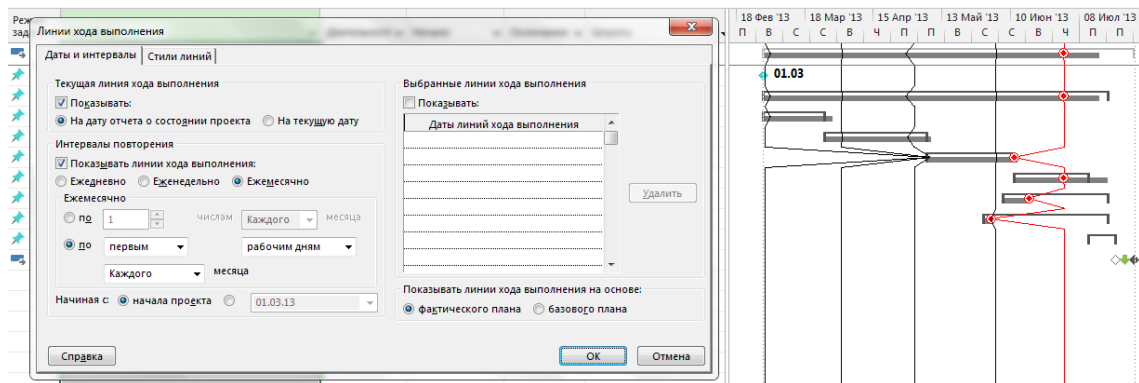 Реж
зад
18 Фев '13 18 Мар '13 15 Апр '13 13 Май '13 10 Июн '13 08 Июл '13
П В С С В Ч П П В С С В Ч П П
Линии хода выполнения
Даты и интервалы Стили линий
Текущая линия хода выполнения
Показывать:
На дату отчета о состоянии проекта На текущую дату
Интервалы повторения
Показывать линии хода выполнения:
Ежедневно Еженедельно Ежемесячно
Ежемесячно
по 1 числам Каждого месяца
по первым рабочим дням
Каждого месяца
Начиная с: начала проекта 01.03.13
Выбранные линии хода выполнения
Показывать:
Даты линий хода выполнения
Удалить
Показывать линии хода выполнения на основе:
фактического плана базового плана
Справка ОК Отмена
01.03